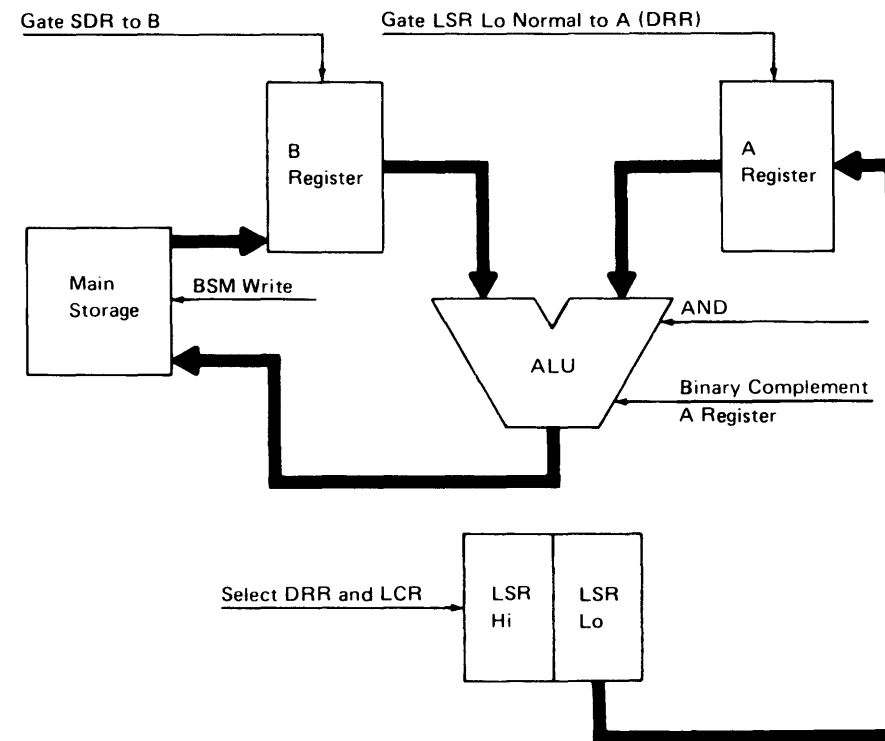 Gate SDR to B
Gate LSR Lo Normal to A (DRR)
B
Register
A
Register
Main
Storage
BSM Write
AND
ALU
Binary Complement
A Register
Select DRR and LCR
LSR
Hi
LSR
Lo